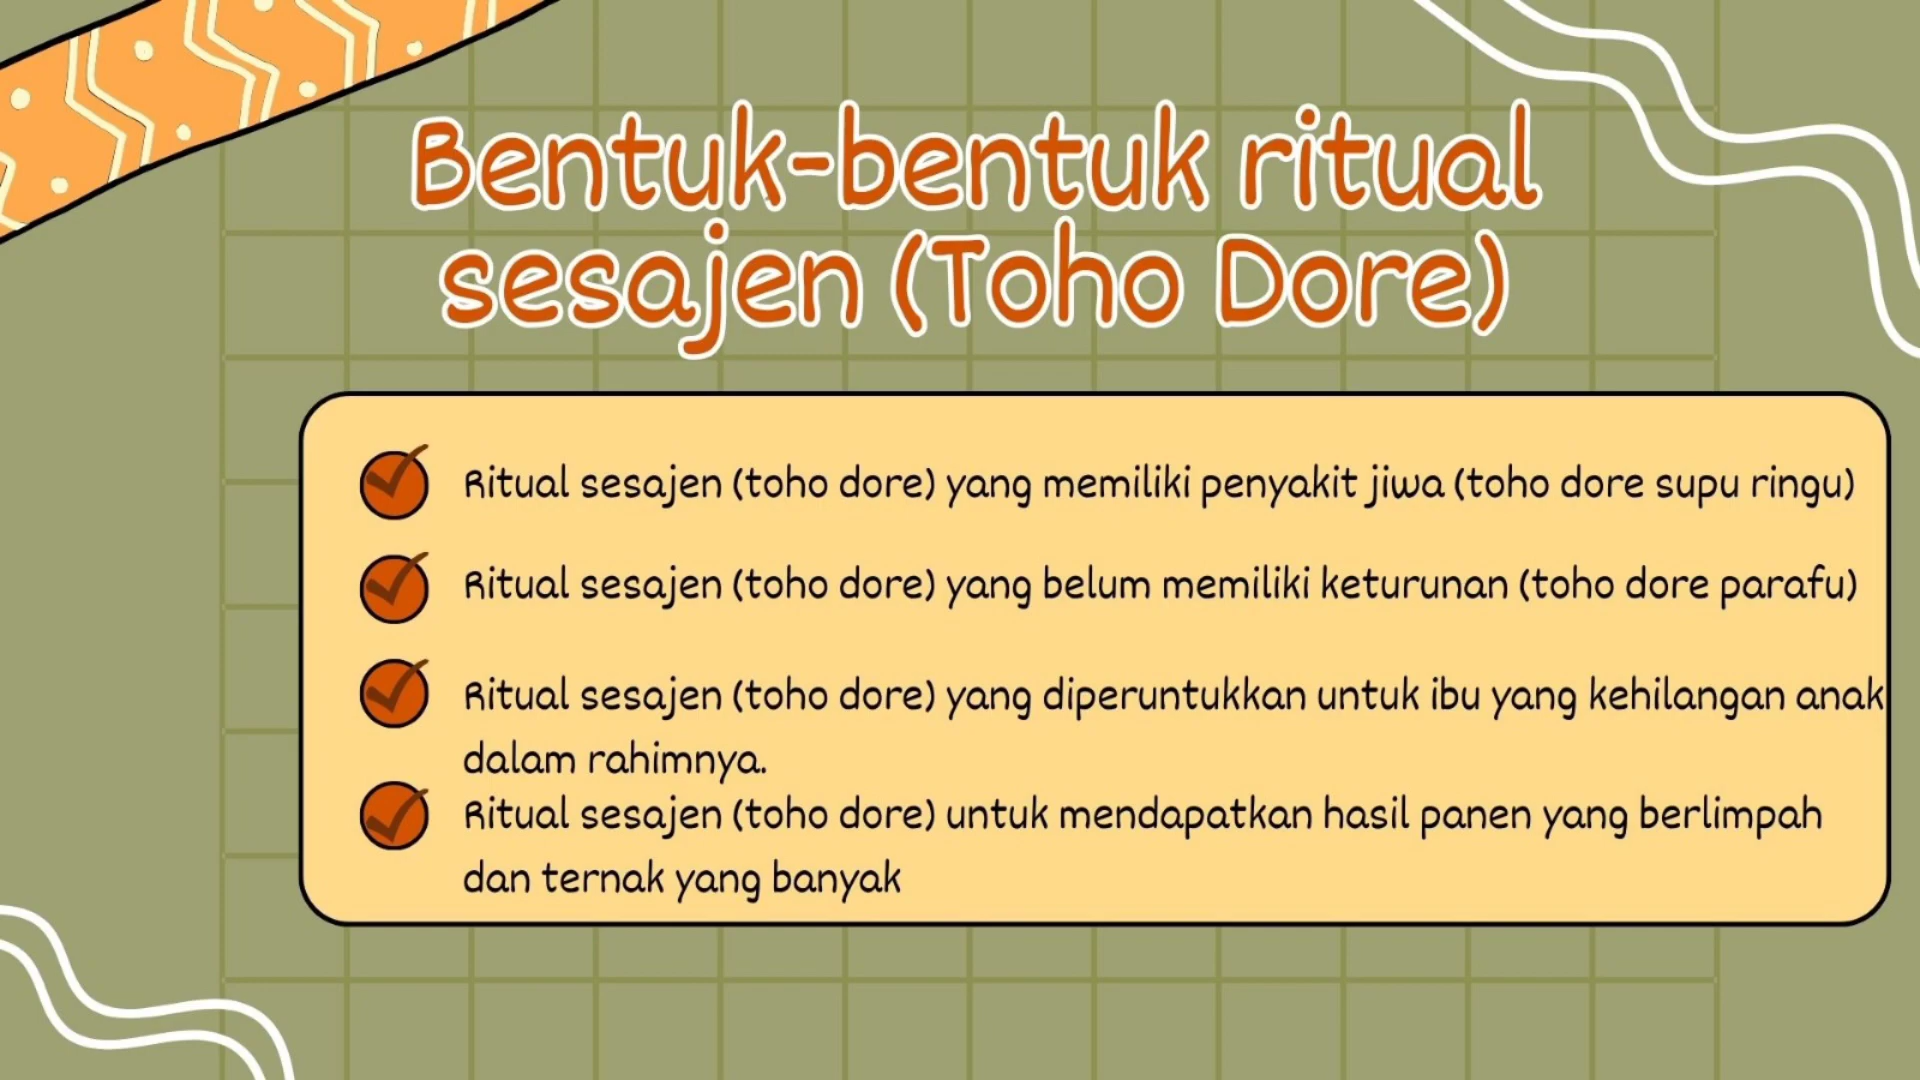 Bentuk-bentuk ritual
sesajen (Toho Dore)
Ritual sesajen (toho dore) yang memiliki penyakit jiwa (toho dore supu ringu)
Ritual sesajen (toho dore) yang belum memiliki keturunan (toho dore parafu)
Ritual sesajen (toho dore) yang diperuntukkan untuk ibu yang kehilangan anak
dalam rahimnya.
Ritual sesajen (toho dore) untuk mendapatkan hasil panen yang berlimpah
dan ternak yang banyak